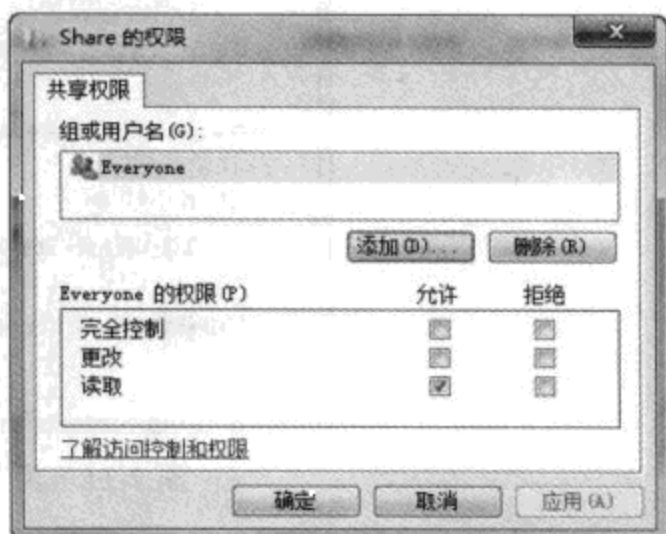 Share 的权限
共享权限
组或用户名(G):
Everyone
添加(D)... 删除(R)
Everyone 的权限(P) 允许 拒绝
完全控制
更改
读取
了解访问控制和权限
确定 取消 应用(A)